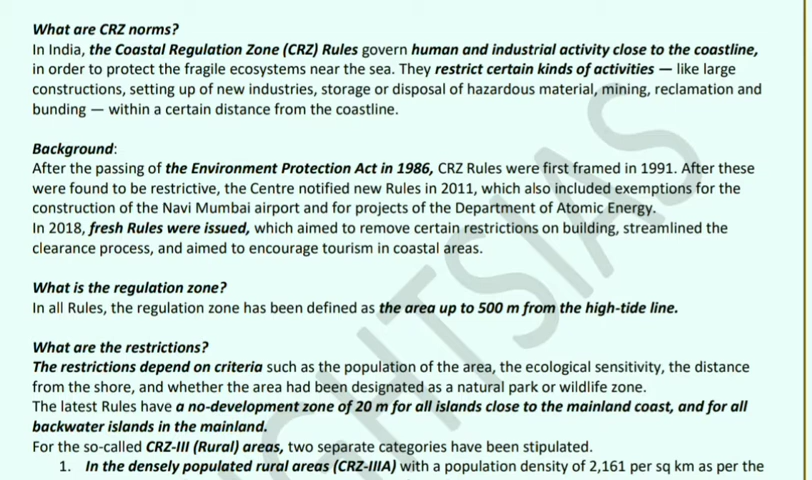 What are CRZ norms?
In India, the Coastal Regulation Zone (CRZ) Rules govern human and industrial activity close to the coastline,
in order to protect the fragile ecosystems near the sea. They restrict certain kinds of activities — like large
constructions, setting up of new industries, storage or disposal of hazardous material, mining, reclamation and
bunding — within a certain distance from the coastline.
Background:
After the passing of the Environment Protection Act in 1986, CRZ Rules were first framed in 1991. After these
were found to be restrictive, the Centre notified new Rules in 2011, which also included exemptions for the
construction of the Navi Mumbai airport and for projects of the Department of Atomic Energy.
In 2018, fresh Rules were issued, which aimed to remove certain restrictions on building, streamlined the
clearance process, and aimed to encourage tourism in coastal areas.
What is the regulation zone?
In all Rules, the regulation zone has been defined as the area up to 500 m from the high-tide line.
What are the restrictions?
The restrictions depend on criteria such as the population of the area, the ecological sensitivity, the distance
from the shore, and whether the area had been designated as a natural park or wildlife zone.
The latest Rules have a no-development zone of 20 m for all islands close to the mainland coast, and for all
backwater islands in the mainland.
For the so-called CRZ-III (Rural) areas, two separate categories have been stipulated.
1. In the densely populated rural areas (CRZ-IIIA) with a population density of 2,161 per sq km as per the
GHTSIAS